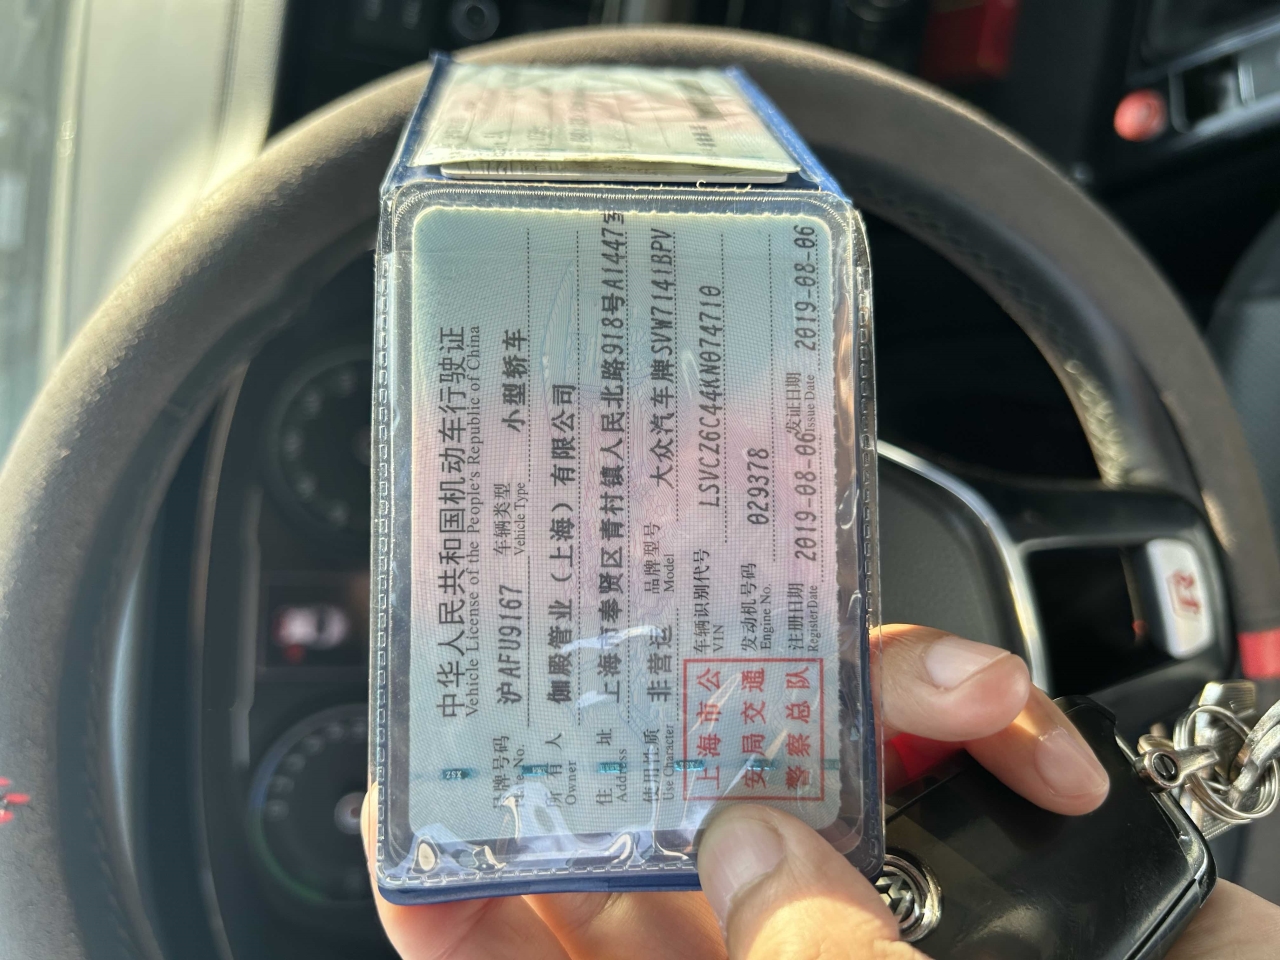 中华人民共和国机动车行驶证
Vehicle License of the People's Republic of China
号牌号码 沪AFU9167 车辆类型 小型轿车
No. Vehicle Type
所有人 伽殿管业（上海）有限公司
Owner
住址 上海市奉贤区青村镇人民北路918号A1447室
Address
使用性质 非营运 品牌型号 大众汽车牌SVW7141BPV
Use Character Model
车辆识别代号 LSVCZ6C44KN074710
VIN
发动机号码 029378
Engine No.
注册日期 2019-08-06 发证日期 2019-08-06
Register Date Issue Date
上海市公
安局交通
警察总队